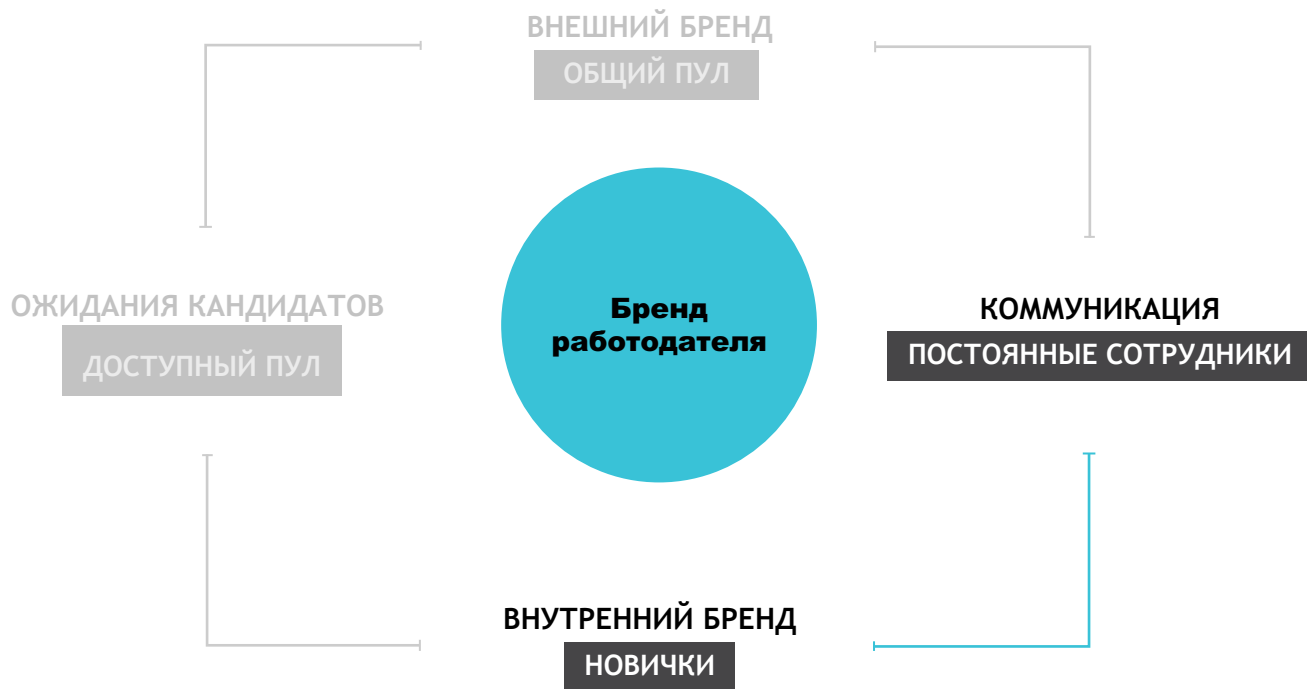 ВНЕШНИЙ БРЕНД
ОБЩИЙ ПУЛ
ОЖИДАНИЯ КАНДИДАТОВ
ДОСТУПНЫЙ ПУЛ
Бренд
работодателя
КОММУНИКАЦИЯ
ПОСТОЯННЫЕ СОТРУДНИКИ
ВНУТРЕННИЙ БРЕНД
НОВИЧКИ